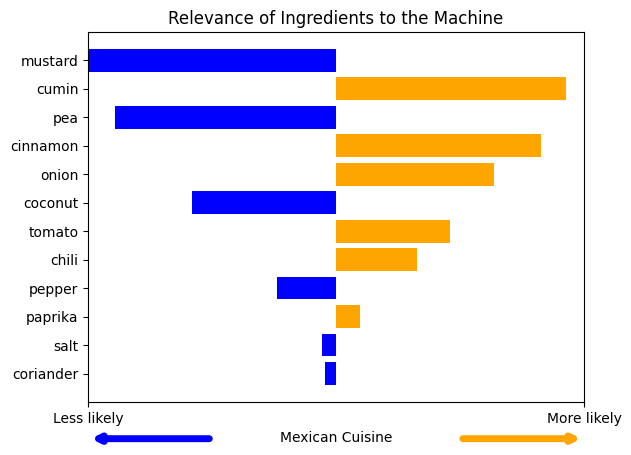 Relevance of Ingredients to the Machine
mustard
cumin
pea
cinnamon
onion
coconut
tomato
chili
pepper
paprika
salt
coriander
Less likely
More likely
Mexican Cuisine